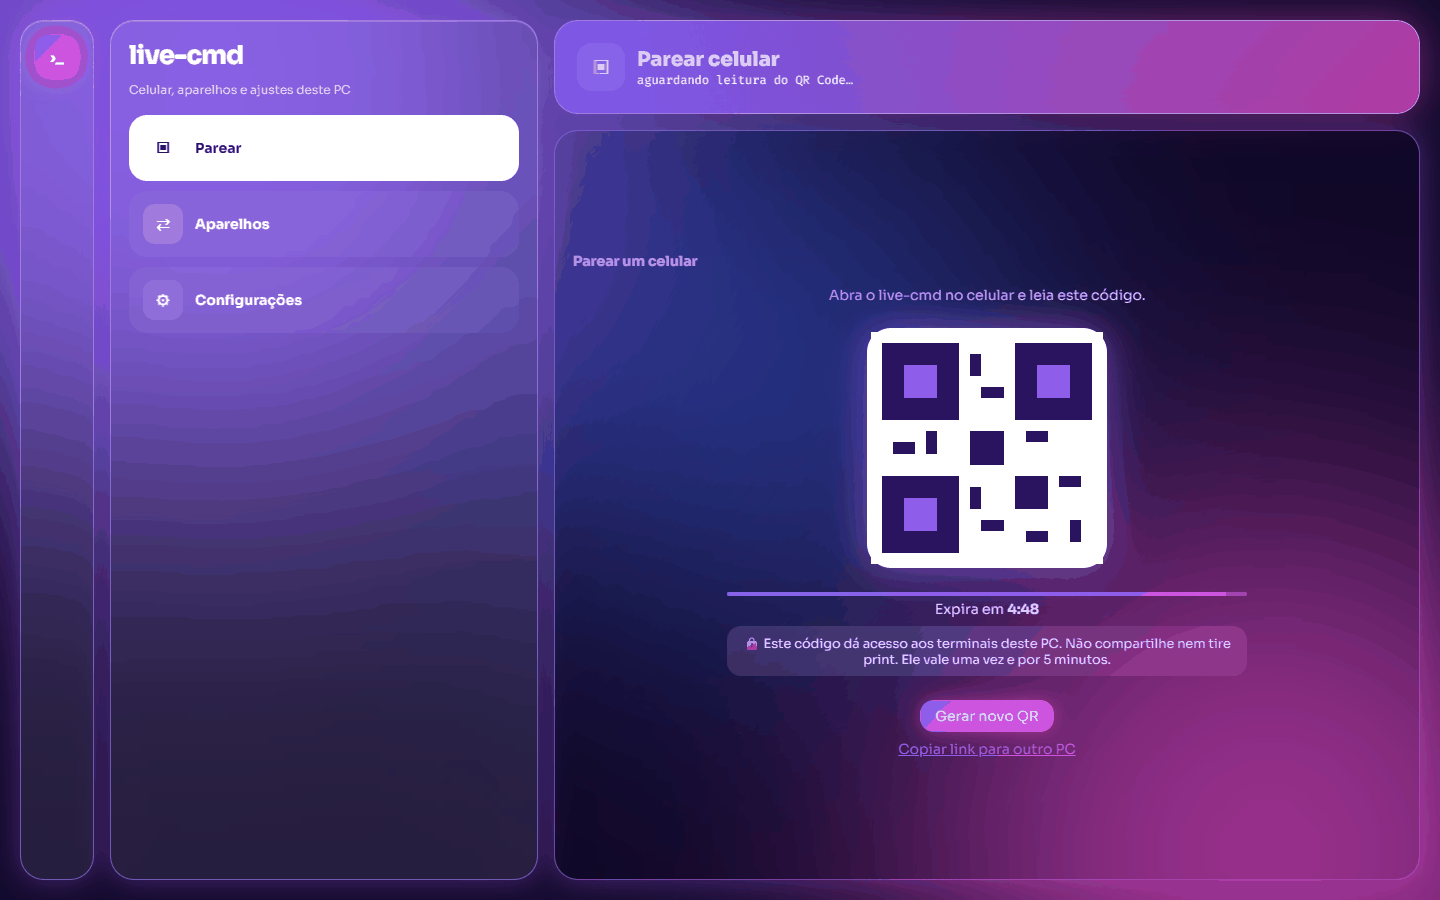 live-cmd
Celular, aparelhos e ajustes deste PC
Parear
Aparelhos
Configurações
Parear celular
aguardando leitura do QR Code…
Parear um celular
Abra o live-cmd no celular e leia este código.
Expira em 4:48
🔒 Este código dá acesso aos terminais deste PC. Não compartilhe nem tire
print. Ele vale uma vez e por 5 minutos.
Gerar novo QR
Copiar link para outro PC